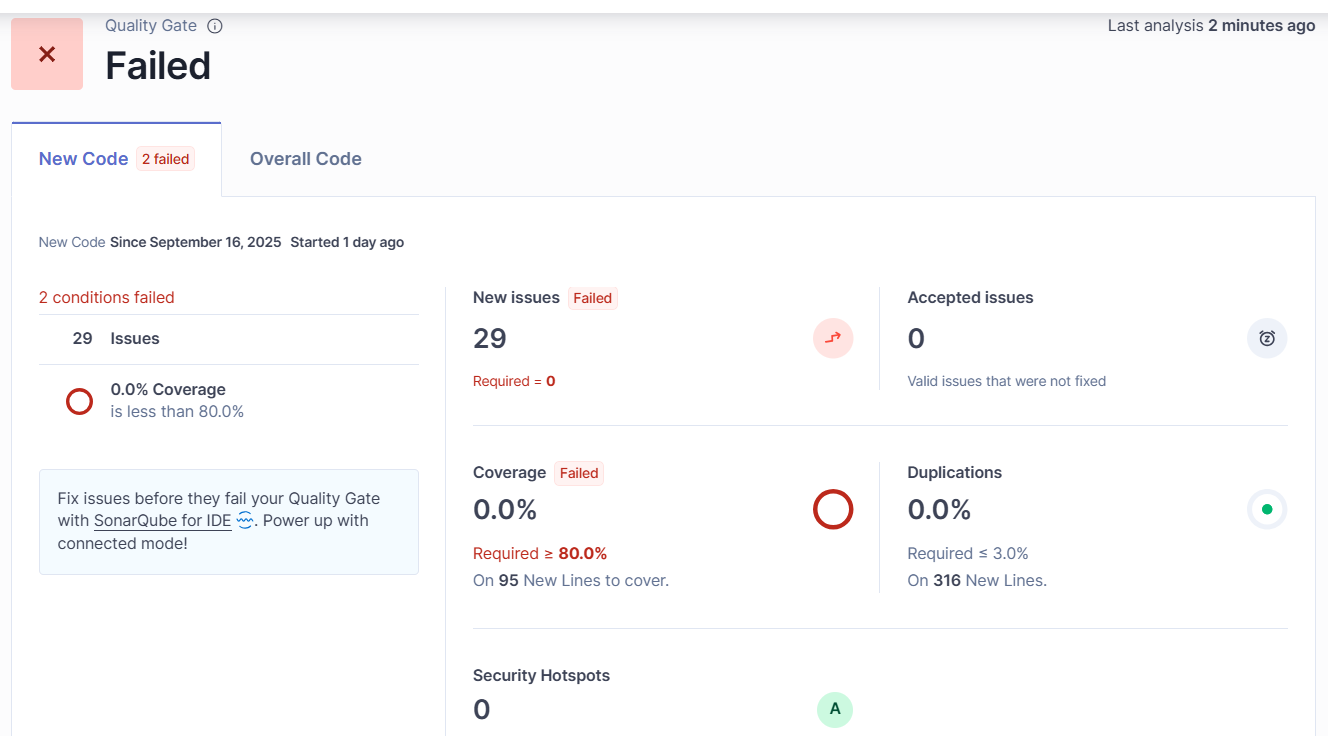 Quality Gate
Failed
Last analysis 2 minutes ago
New Code 2 failed
Overall Code
New Code Since September 16, 2025 Started 1 day ago
2 conditions failed
29 Issues
0.0% Coverage
is less than 80.0%
Fix issues before they fail your Quality Gate
with SonarQube for IDE . Power up with
connected mode!
New issues Failed
29
Required = 0
Accepted issues
0
Valid issues that were not fixed
Coverage Failed
0.0%
Required ≥ 80.0%
On 95 New Lines to cover.
Duplications
0.0%
Required ≤ 3.0%
On 316 New Lines.
Security Hotspots
0
A